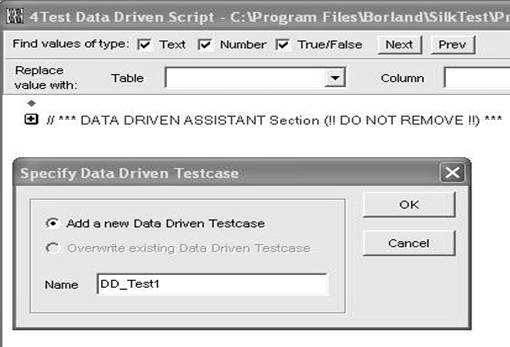 4Test Data Driven Script - C:\Program Files\Borland\SilkTest\Pr
Find values of type: Text Number True/False Next Prev
Replace value with: Table Column
// *** DATA DRIVEN ASSISTANT Section (!! DO NOT REMOVE !!) ***
Specify Data Driven Testcase
Add a new Data Driven Testcase
OK
Overwrite existing Data Driven Testcase
Cancel
Name DD_Test1